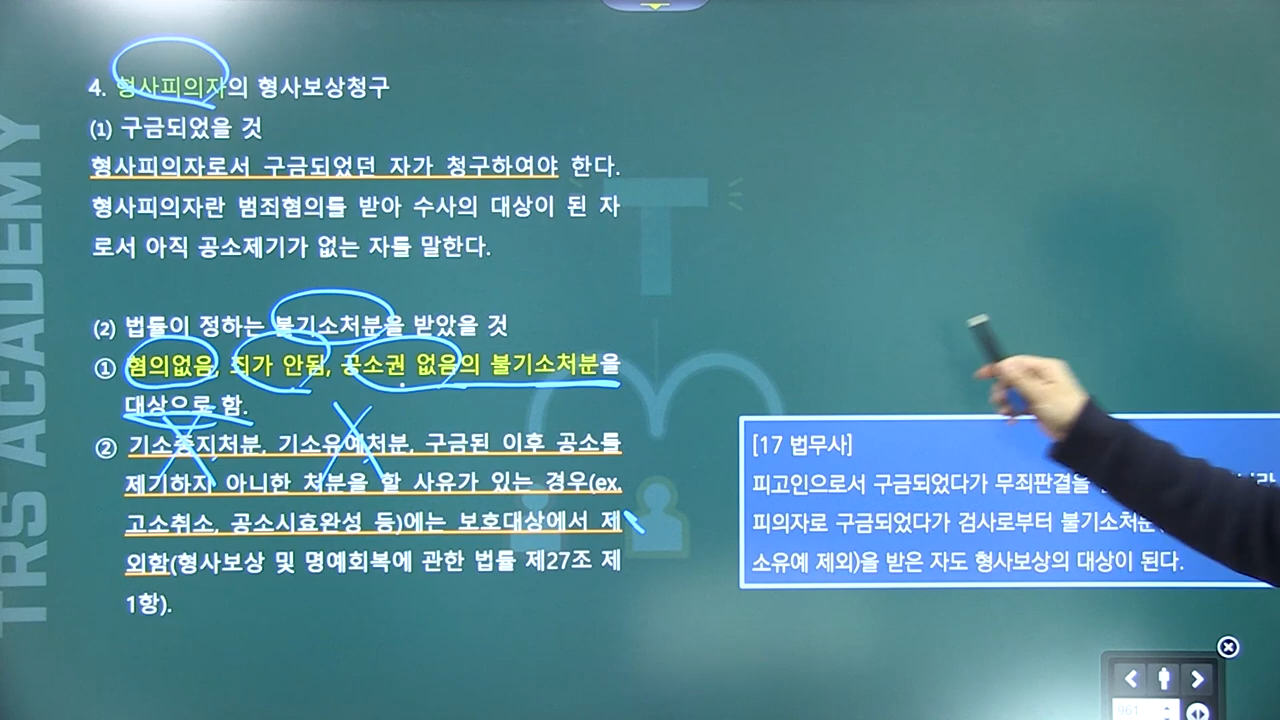 4. 형사피의자의 형사보상청구
(1) 구금되었을 것
형사피의자로서 구금되었던 자가 청구하여야 한다.
형사피의자란 범죄혐의를 받아 수사의 대상이 된 자
로서 아직 공소제기가 없는 자를 말한다.
(2) 법률이 정하는 불기소처분을 받았을 것
① 혐의없음, 죄가 안됨, 공소권 없음의 불기소처분을
대상으로 함.
② 기소중지처분, 기소유예처분, 구금된 이후 공소를
제기하지 아니한 처분을 할 사유가 있는 경우(ex.
고소취소, 공소시효완성 등)에는 보호대상에서 제
외함(형사보상 및 명예회복에 관한 법률 제27조 제
1항).
[17 법무사]
피고인으로서 구금되었다가 무죄판결을
피의자로 구금되었다가 검사로부터 불기소처분
소유예 제외)을 받은 자도 형사보상의 대상이 된다.
TRS ACADEMY
961